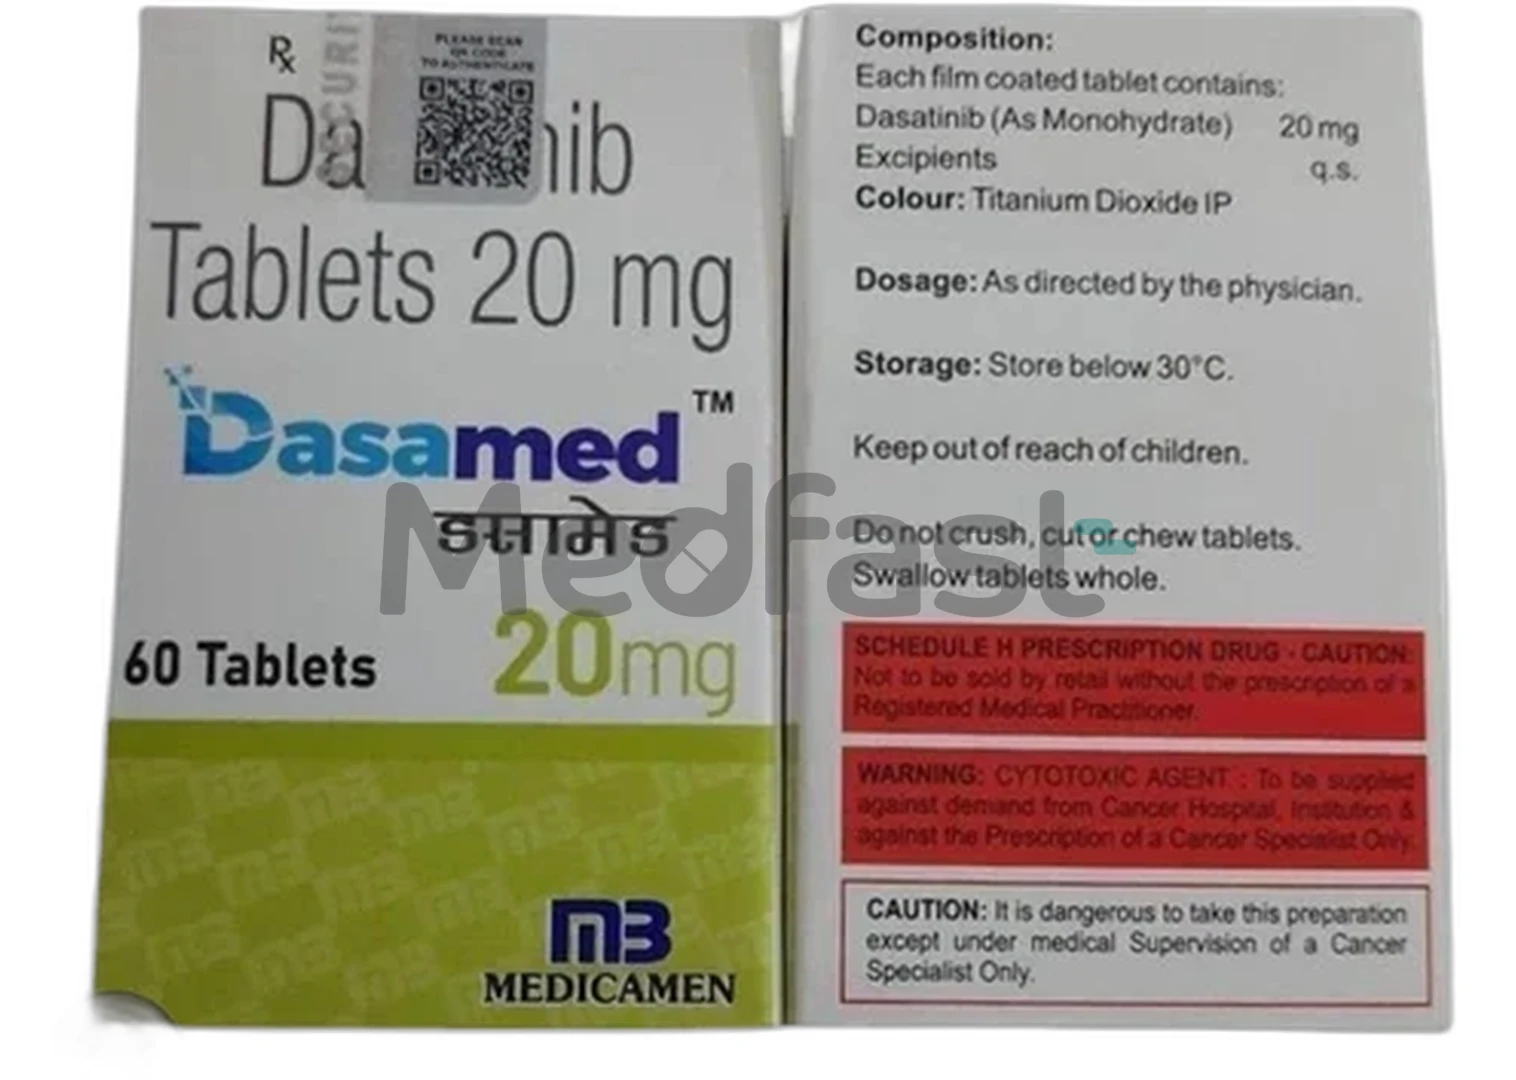 Rx
SECURIT
PLEASE SCAN
QR CODE
TO AUTHENTICATE
Da nib
Tablets 20 mg
Dasamed TM
डसामेड
20mg
60 Tablets
M3
MEDICAMEN
Composition:
Each film coated tablet contains:
Dasatinib (As Monohydrate) 20 mg
Excipients q.s.
Colour: Titanium Dioxide IP
Dosage: As directed by the physician.
Storage: Store below 30°C.
Keep out of reach of children.
Do not crush, cut or chew tablets.
Swallow tablets whole.
SCHEDULE H PRESCRIPTION DRUG - CAUTION:
Not to be sold by retail without the prescription of a
Registered Medical Practitioner.
WARNING: CYTOTOXIC AGENT : To be supplied
against demand from Cancer Hospital, Institution &
against the Prescription of a Cancer Specialist Only.
CAUTION: It is dangerous to take this preparation
except under medical Supervision of a Cancer
Specialist Only.
Medfast